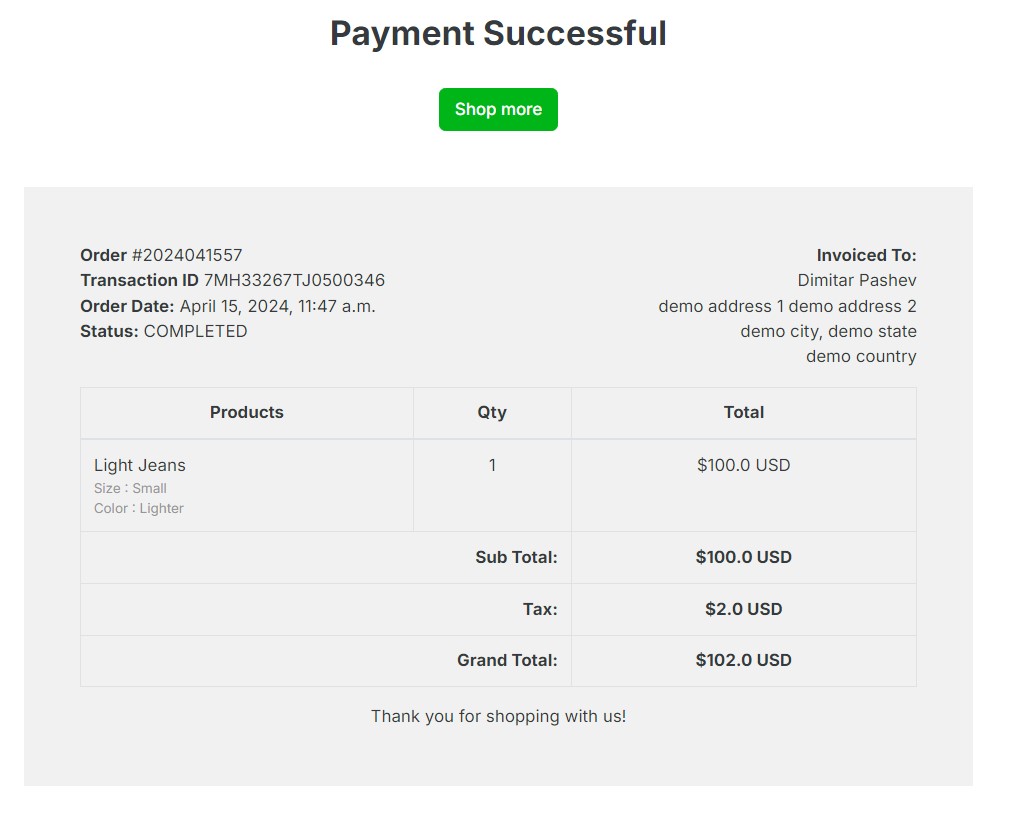 Payment Successful
Shop more
Order #2024041557
Transaction ID 7MH33267TJ0500346
Order Date: April 15, 2024, 11:47 a.m.
Status: COMPLETED
Invoiced To:
Dimitar Pashev
demo address 1 demo address 2
demo city, demo state
demo country
Products Qty Total
Light Jeans 1 $100.0 USD
Size : Small
Color : Lighter
Sub Total: $100.0 USD
Tax: $2.0 USD
Grand Total: $102.0 USD
Thank you for shopping with us!